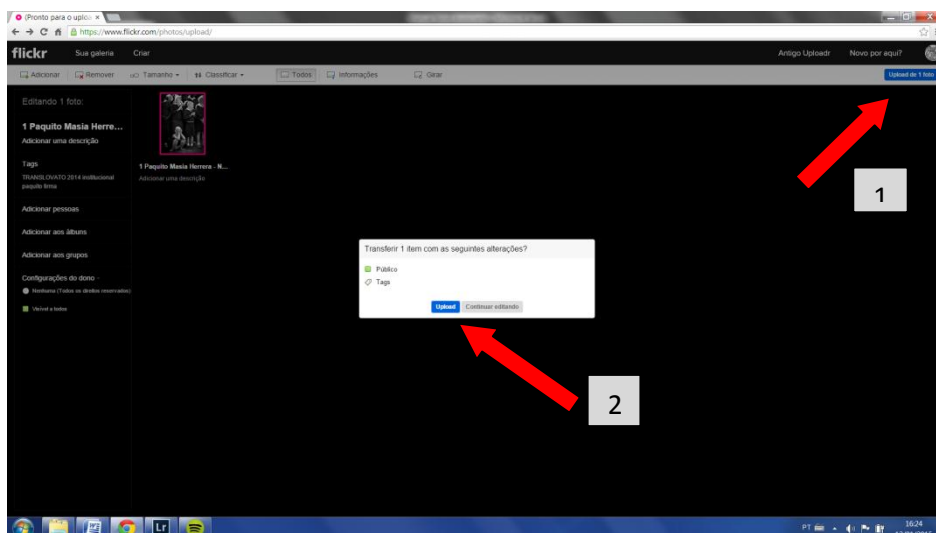 (Pronto para o uploa
https://www.flickr.com/photos/upload/
flickr Sua galeria Criar Antigo Uploadr Novo por aqui?
Adicionar Remover Tamanho Classificar Todos Informações Girar Upload de 1 foto
Editando 1 foto:
1 Paquito Masia Herre...
Adicionar uma descrição
Tags
TRANSLOVATO 2014 institucional
paquito firma
Adicionar pessoas
Adicionar aos álbuns
Adicionar aos grupos
Configurações do dono
Nenhuma (Todos os direitos reservados)
Visível a todos
1 Paquito Masia Herrera - N...
Adicionar uma descrição
1
Transferir 1 item com as seguintes alterações?
Público
Tags
Upload Continuar editando
2
Lr
PT 16:24